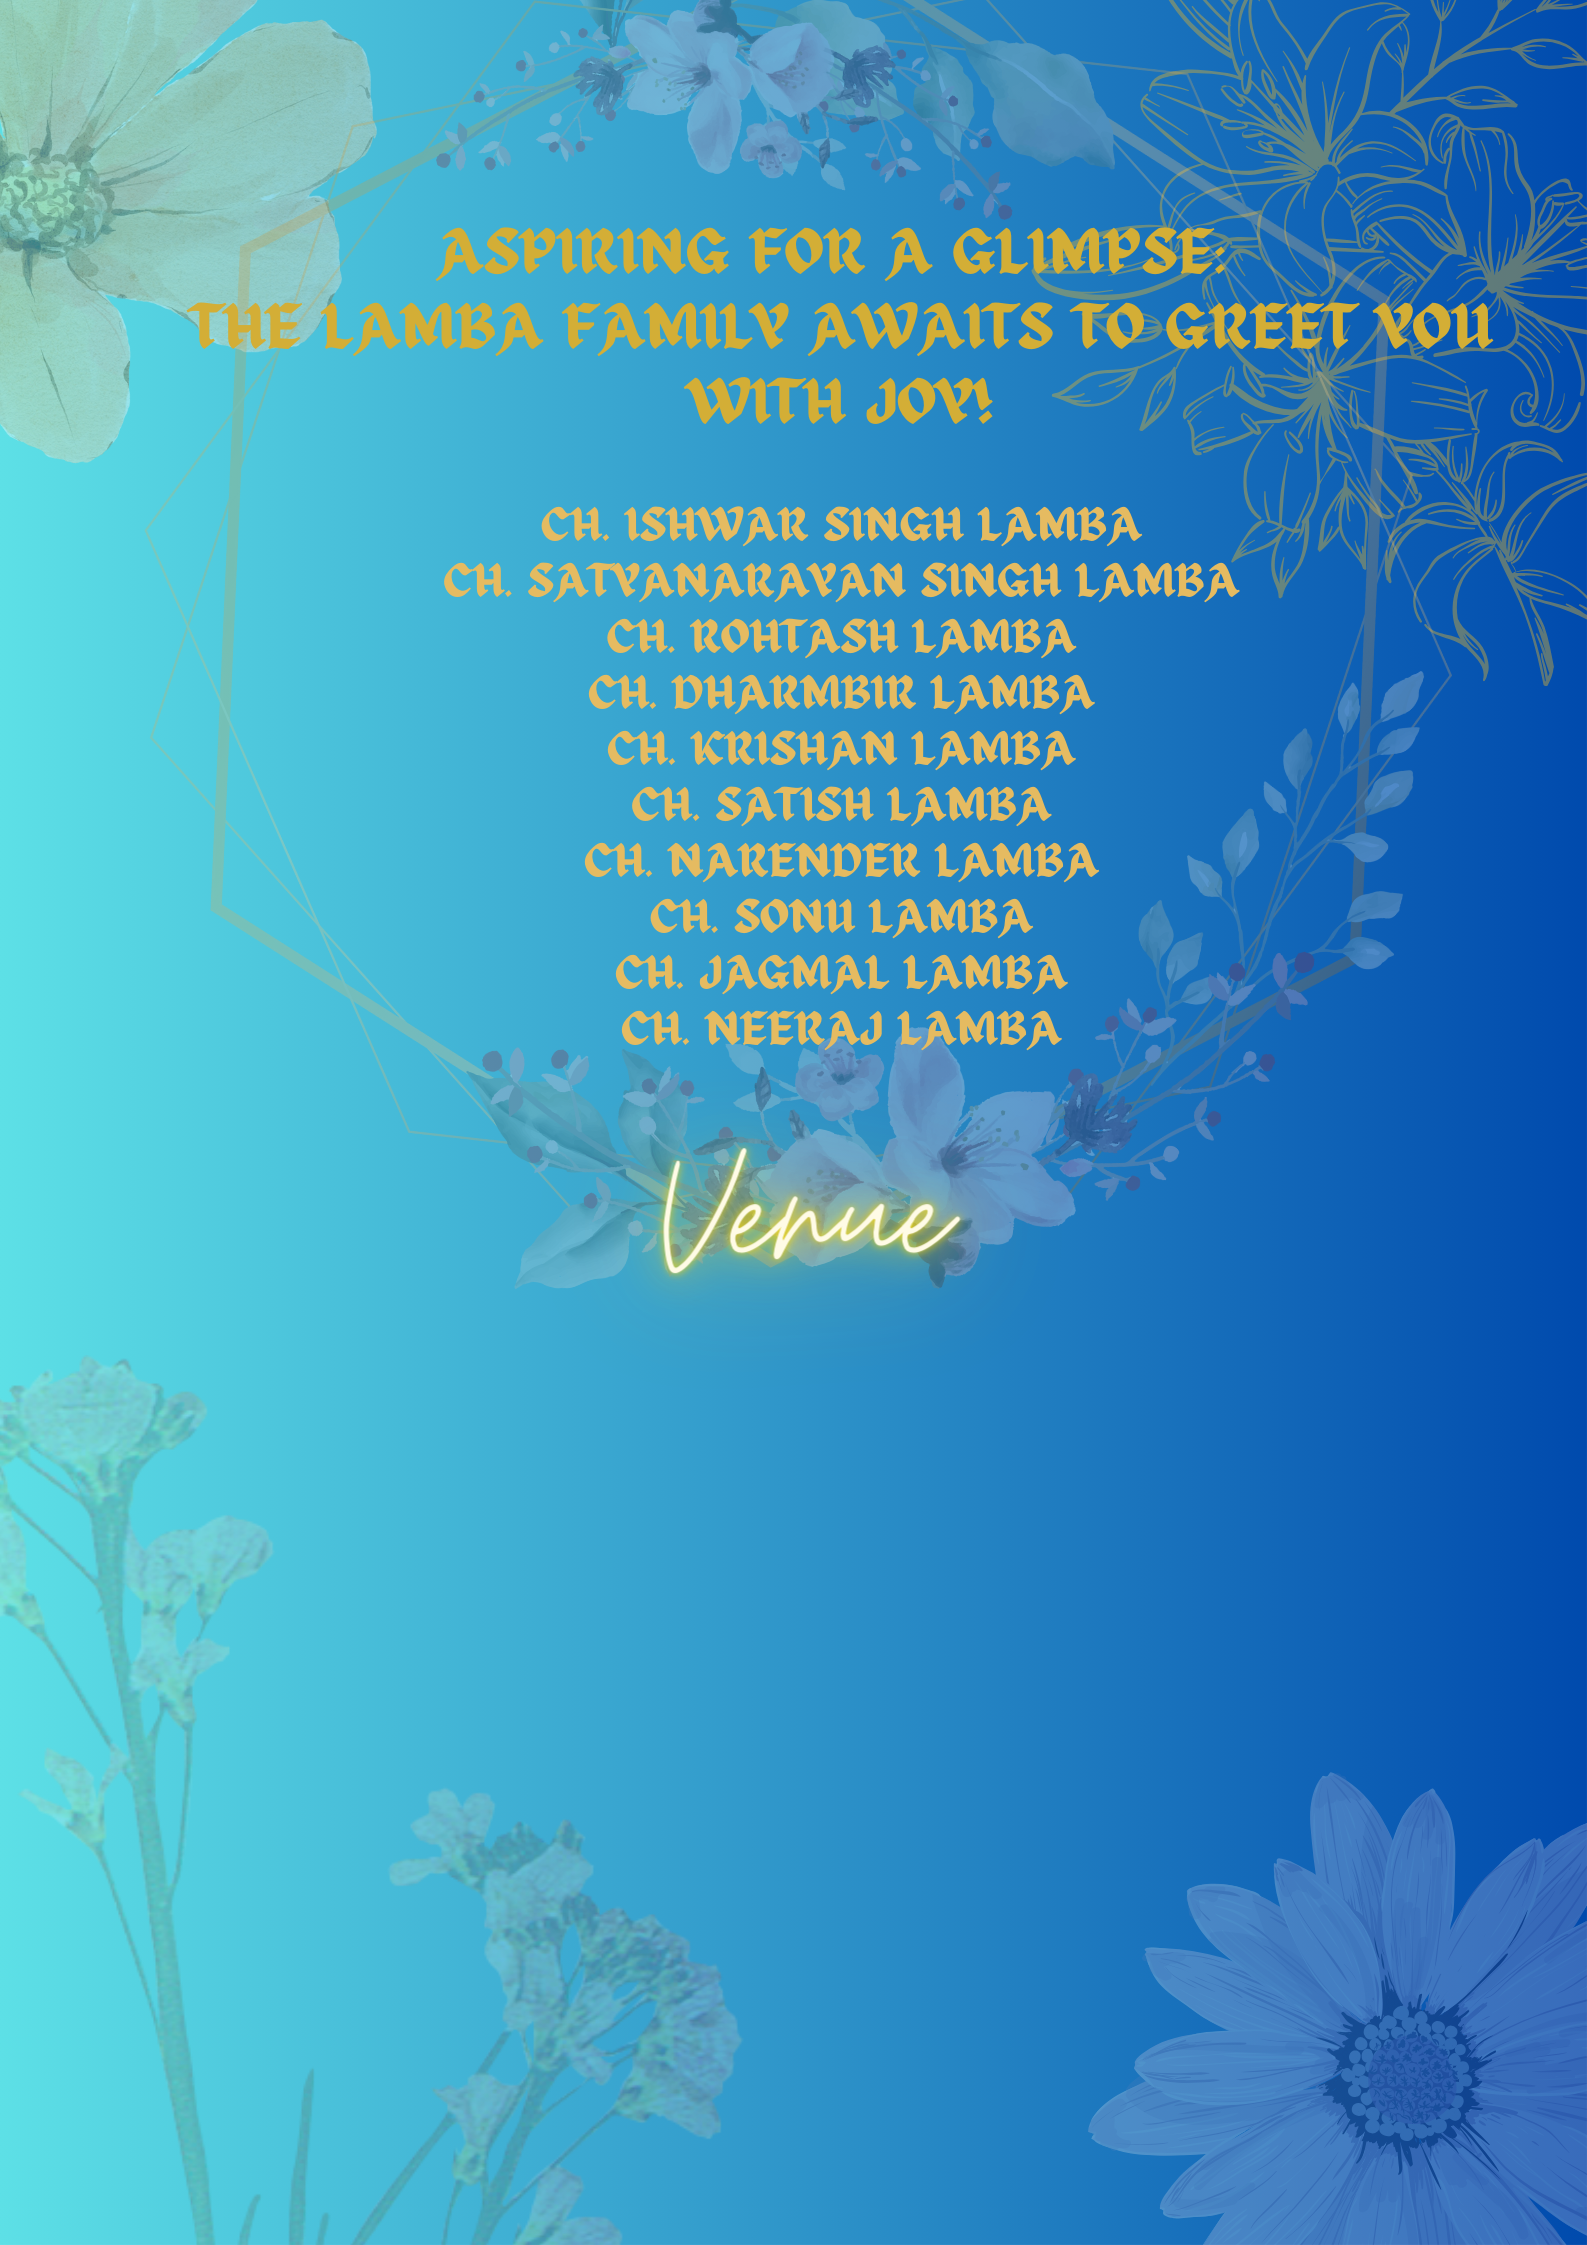 ASPIRING FOR A GLIMPSE:
THE LAMBA FAMILY AWAITS TO GREET YOU
WITH JOY!
CH. ISHWAR SINGH LAMBA
CH. SATYANARAYAN SINGH LAMBA
CH. ROHTASH LAMBA
CH. DHARMBIR LAMBA
CH. KRISHAN LAMBA
CH. SATISH LAMBA
CH. NARENDER LAMBA
CH. SONU LAMBA
CH. JAGMAL LAMBA
CH. NEERAJ LAMBA
Venue